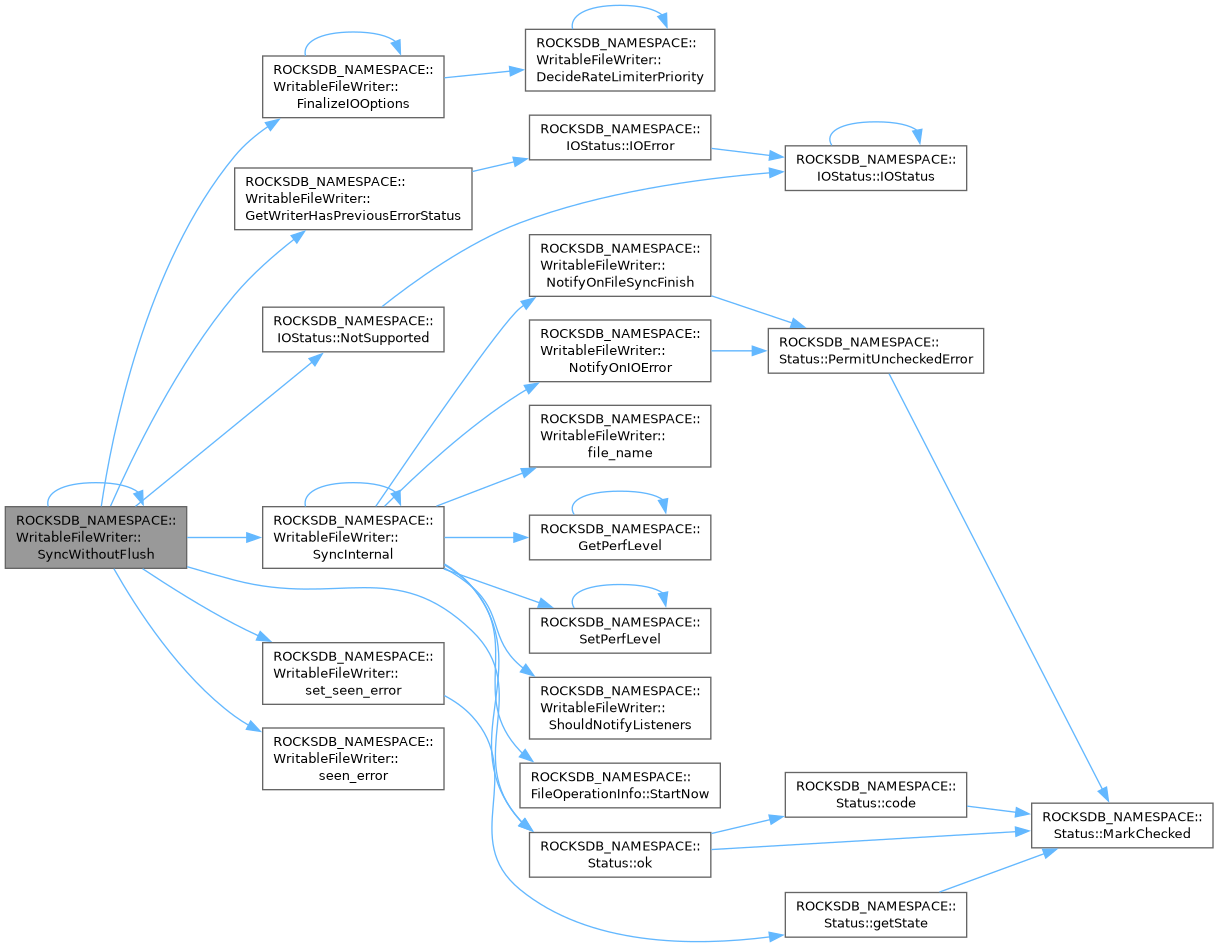 ROCKSDB_NAMESPACE::
WritableFileWriter::
SyncWithoutFlush
ROCKSDB_NAMESPACE::
WritableFileWriter::
FinalizeIOOptions
ROCKSDB_NAMESPACE::
WritableFileWriter::
DecideRateLimiterPriority
ROCKSDB_NAMESPACE::
WritableFileWriter::
GetWriterHasPreviousErrorStatus
ROCKSDB_NAMESPACE::
IOStatus::IOError
ROCKSDB_NAMESPACE::
IOStatus::IOStatus
ROCKSDB_NAMESPACE::
IOStatus::NotSupported
ROCKSDB_NAMESPACE::
WritableFileWriter::
SyncInternal
ROCKSDB_NAMESPACE::
WritableFileWriter::
NotifyOnFileSyncFinish
ROCKSDB_NAMESPACE::
WritableFileWriter::
NotifyOnIOError
ROCKSDB_NAMESPACE::
Status::PermitUncheckedError
ROCKSDB_NAMESPACE::
WritableFileWriter::
file_name
ROCKSDB_NAMESPACE::
GetPerfLevel
ROCKSDB_NAMESPACE::
SetPerfLevel
ROCKSDB_NAMESPACE::
WritableFileWriter::
ShouldNotifyListeners
ROCKSDB_NAMESPACE::
FileOperationInfo::StartNow
ROCKSDB_NAMESPACE::
Status::ok
ROCKSDB_NAMESPACE::
Status::code
ROCKSDB_NAMESPACE::
Status::MarkChecked
ROCKSDB_NAMESPACE::
Status::getState
ROCKSDB_NAMESPACE::
WritableFileWriter::
set_seen_error
ROCKSDB_NAMESPACE::
WritableFileWriter::
seen_error